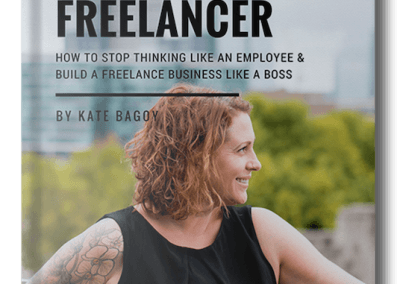 FREELANCER
HOW TO STOP THINKING LIKE AN EMPLOYEE &
BUILD A FREELANCE BUSINESS LIKE A BOSS
BY KATE BAGOY